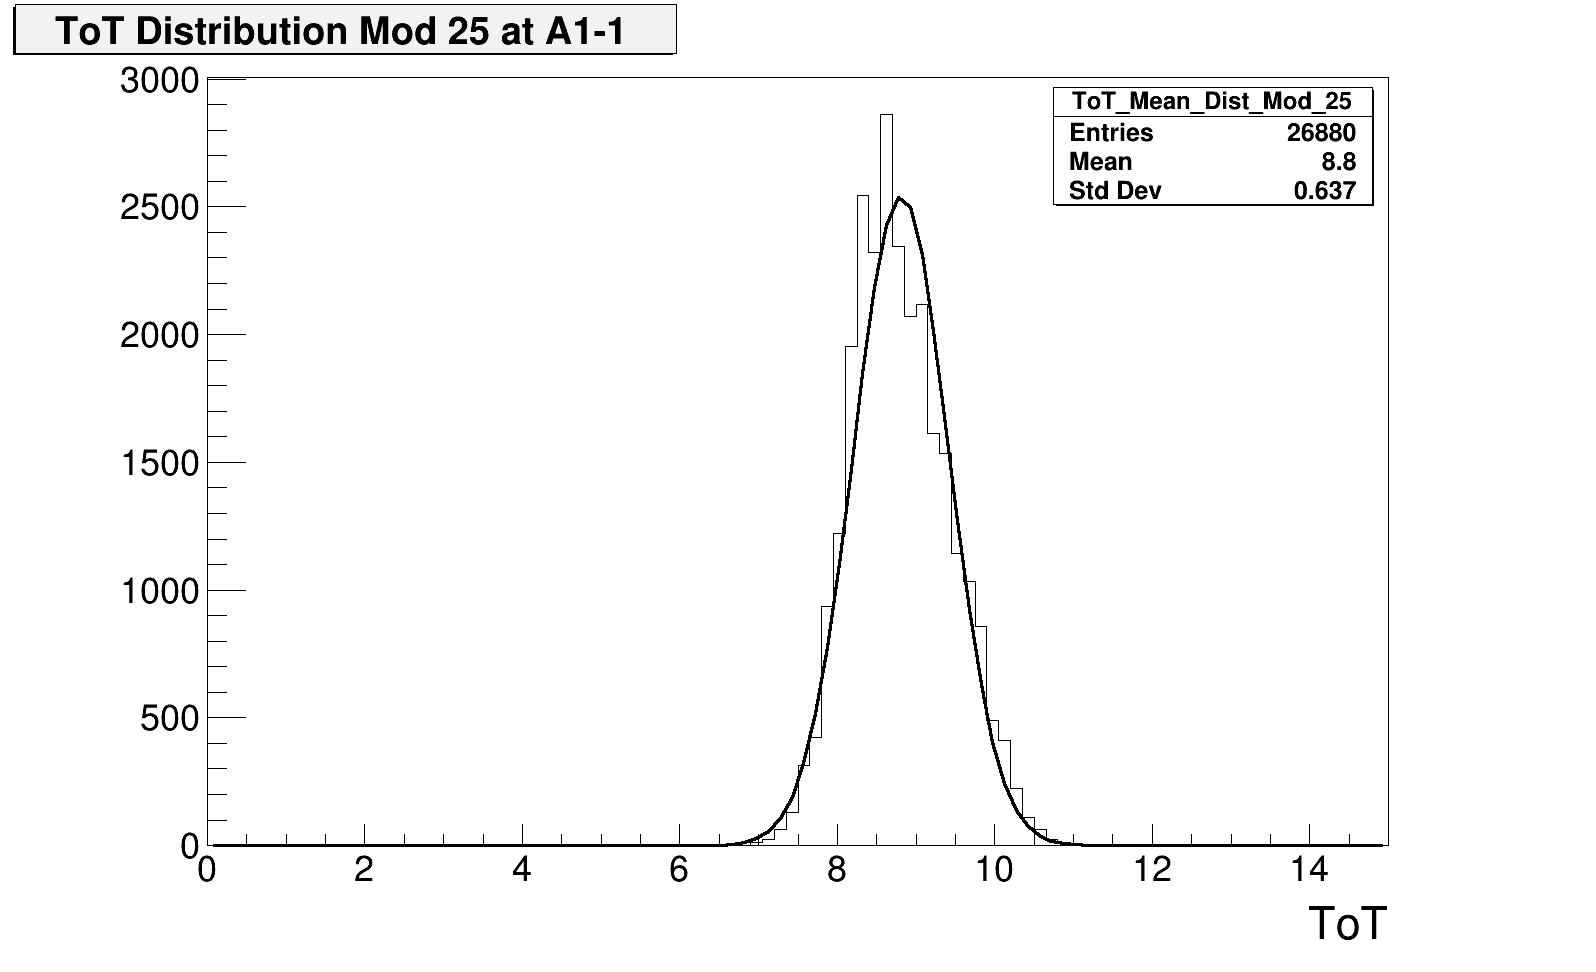 ToT Distribution Mod 25 at A1-1
ToT_Mean_Dist_Mod_25
Entries 26880
Mean 8.8
Std Dev 0.637
3000
2500
2000
1500
1000
500
0
0 2 4 6 8 10 12 14
ToT